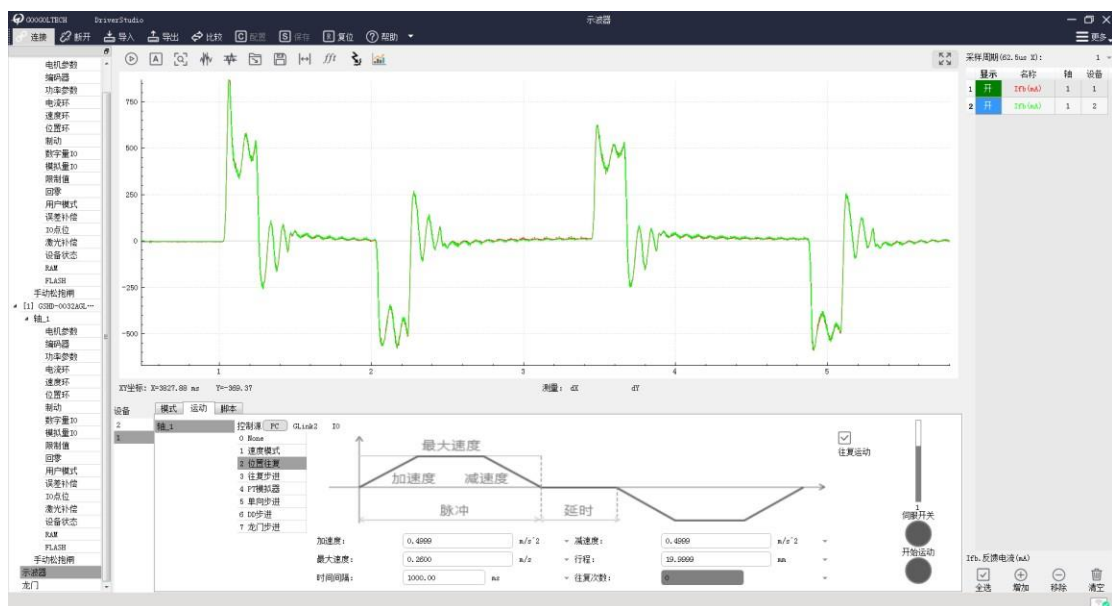 GOOGOLTECH DriverStudio 示波器
连接 断开 导入 导出 比较 C 配置 S 保存 R 复位 ? 帮助 更多
A fft
采样周期(62.5us X): 1
显示 名称 轴 设备
1 开 Ifb(mA) 1 1
2 开 Ifb(mA) 1 2
电机参数
编码器
功率参数
电流环
速度环
位置环
制动
数字量IO
模拟量IO
限制值
回零
用户模式
误差补偿
IO点位
激光补偿
设备状态
RAM
FLASH
手动松抱闸
[1] GSHD-0032AGL···
轴_1
电机参数
编码器
功率参数
电流环
速度环
位置环
制动
数字量IO
模拟量IO
限制值
回零
用户模式
误差补偿
IO点位
激光补偿
设备状态
RAM
FLASH
手动松抱闸
示波器
龙门
750
500
250
0
-250
-500
1 2 3 4 5
XY坐标: X=3827.88 ms Y=-369.37 测量: dX dY
设备 模式 运动 脚本
2
1
轴_1
控制源 PC GLink2 IO
0 None
1 速度模式
2 位置往复
3 往复步进
4 PT模拟器
5 单向步进
6 DD步进
7 龙门步进
最大速度
加速度 减速度
脉冲 延时
往复运动
1
伺服开关
开始运动
加速度: 0.4999 m/s^2 减速度: 0.4999 m/s^2
最大速度: 0.2600 m/s 行程: 19.9999 mm
时间间隔: 1000.00 ms 往复次数: 0
Ifb.反馈电流(mA)
全选 增加 移除 清空